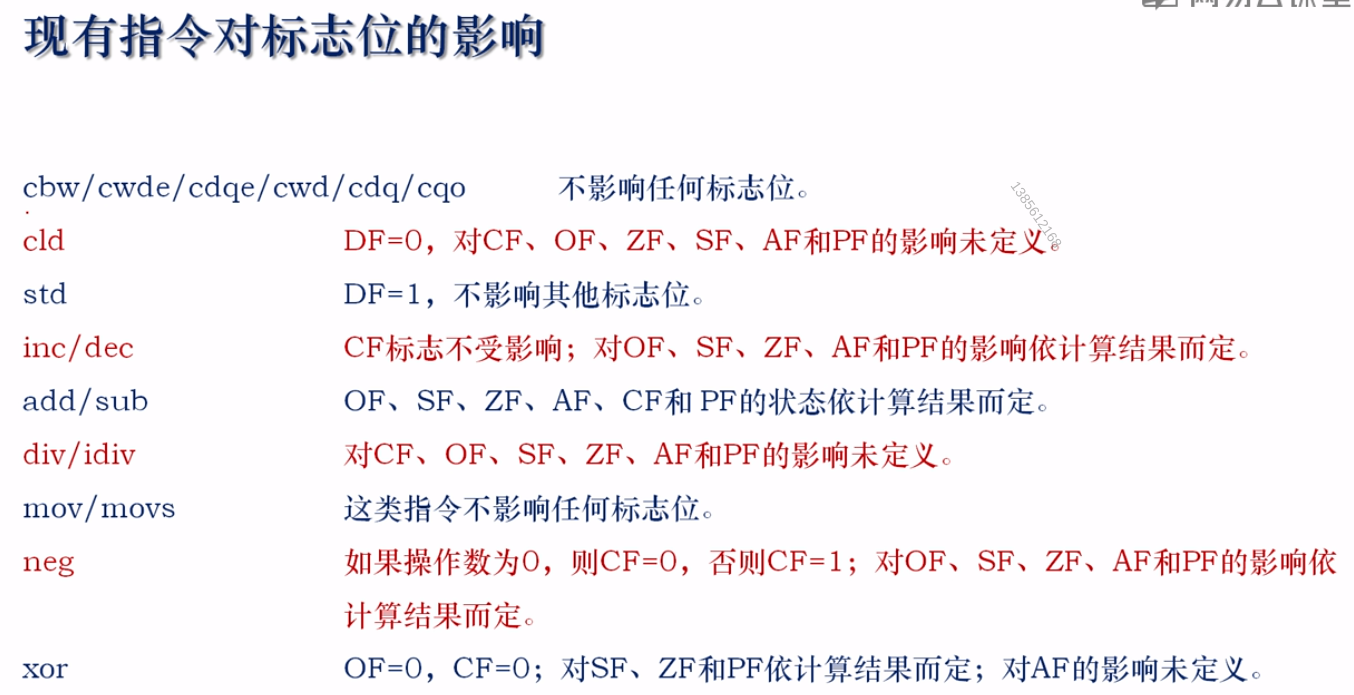 现有指令对标志位的影响
cbw/cwde/cdqe/cwd/cdq/cqo 不影响任何标志位。
1385612168
cld DF=0，对CF、OF、ZF、SF、AF和PF的影响未定义。
std DF=1，不影响其他标志位。
inc/dec CF标志不受影响；对OF、SF、ZF、AF和PF的影响依计算结果而定。
add/sub OF、SF、ZF、AF、CF和 PF的状态依计算结果而定。
div/idiv 对CF、OF、SF、ZF、AF和PF的影响未定义。
mov/movs 这类指令不影响任何标志位。
neg 如果操作数为0，则CF=0，否则CF=1；对OF、SF、ZF、AF和PF的影响依
计算结果而定。
xor OF=0，CF=0；对SF、ZF和PF依计算结果而定；对AF的影响未定义。